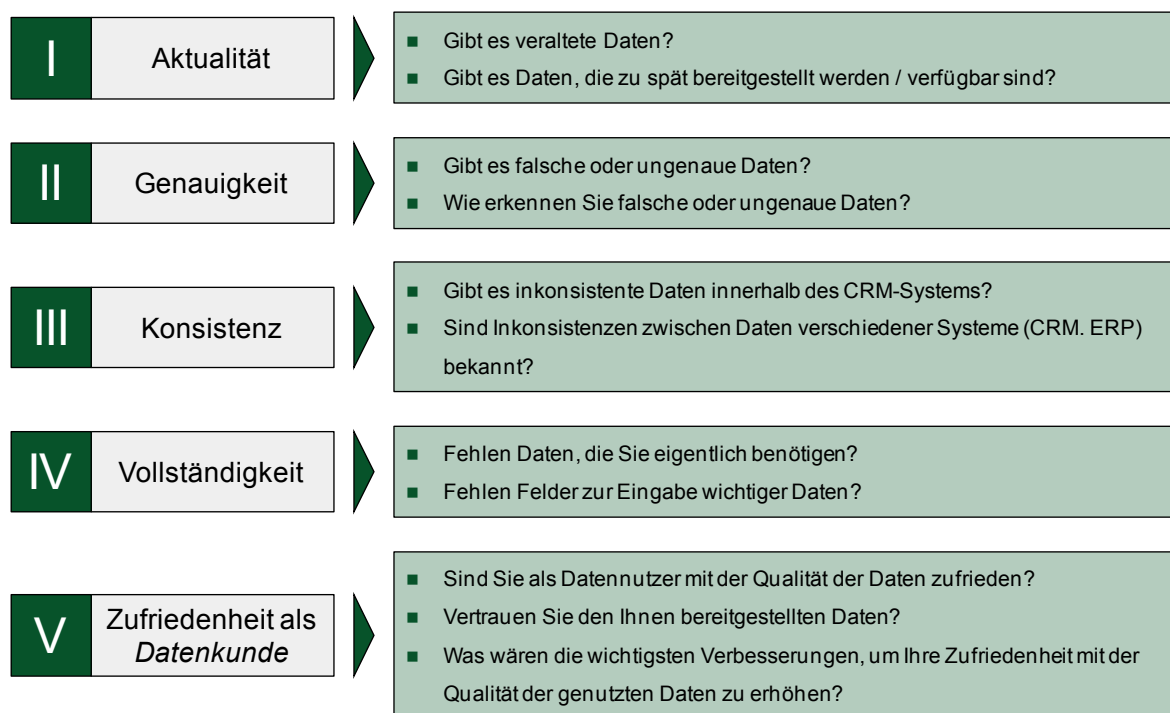 I
Aktualität
■ Gibt es veraltete Daten?
■ Gibt es Daten, die zu spät bereitgestellt werden / verfügbar sind?
II
Genauigkeit
■ Gibt es falsche oder ungenaue Daten?
■ Wie erkennen Sie falsche oder ungenaue Daten?
III
Konsistenz
■ Gibt es inkonsistente Daten innerhalb des CRM-Systems?
■ Sind Inkonsistenzen zwischen Daten verschiedener Systeme (CRM. ERP)
bekannt?
IV
Vollständigkeit
■ Fehlen Daten, die Sie eigentlich benötigen?
■ Fehlen Felder zur Eingabe wichtiger Daten?
V
Zufriedenheit als
Datenkunde
■ Sind Sie als Datennutzer mit der Qualität der Daten zufrieden?
■ Vertrauen Sie den Ihnen bereitgestellten Daten?
■ Was wären die wichtigsten Verbesserungen, um Ihre Zufriedenheit mit der
Qualität der genutzten Daten zu erhöhen?